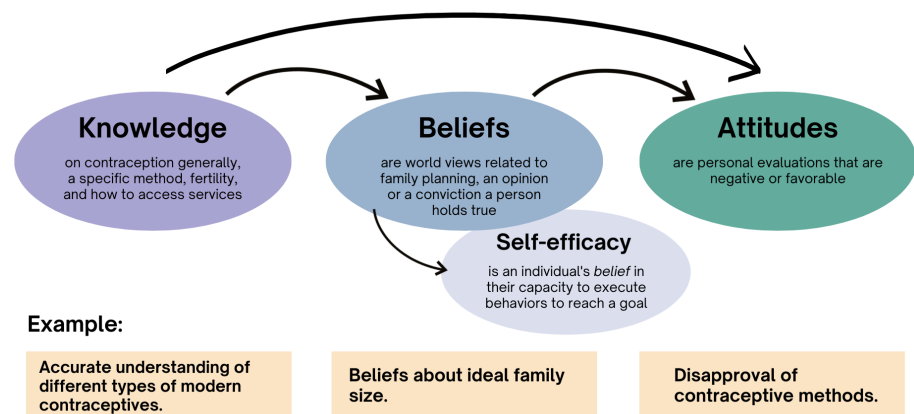 Knowledge
on contraception generally,
a specific method, fertility,
and how to access services
Beliefs
are world views related to
family planning, an opinion
or a conviction a person
holds true
Attitudes
are personal evaluations that are
negative or favorable
Self-efficacy
is an individual's belief in
their capacity to execute
behaviors to reach a goal
Example:
Accurate understanding of
different types of modern
contraceptives.
Beliefs about ideal family
size.
Disapproval of
contraceptive methods.